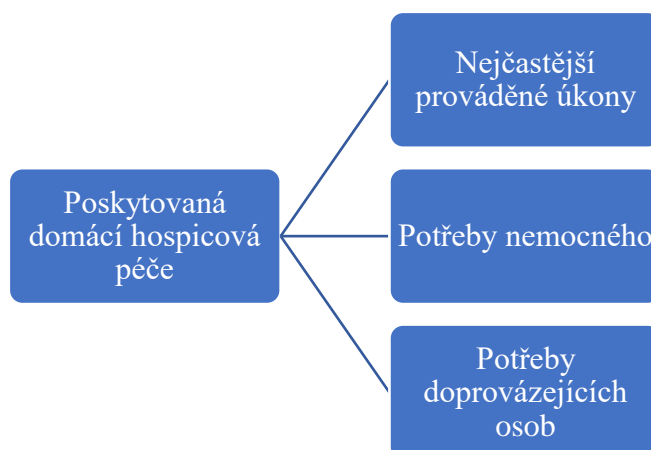 Nejčastější
prováděné úkony
Poskytovaná
domácí hospicová
péče
Potřeby nemocného
Potřeby
doprovázejících
osob